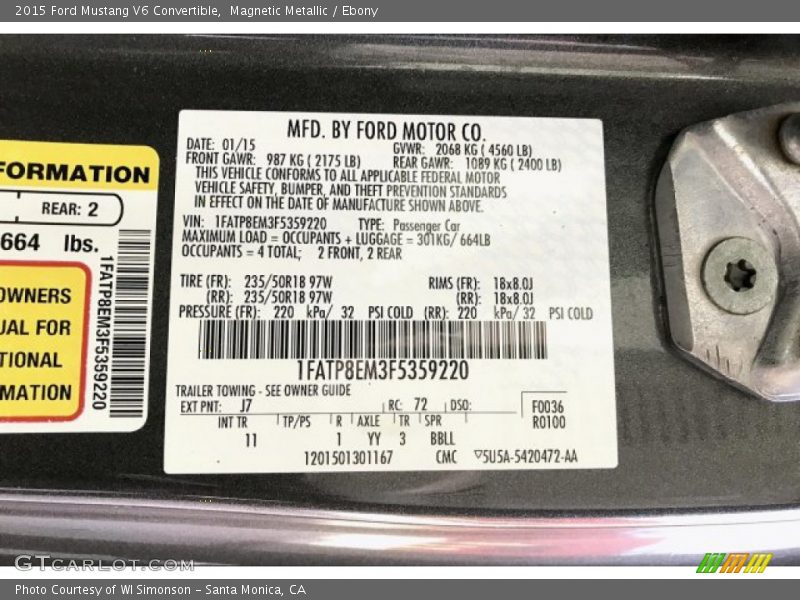 2015 Ford Mustang V6 Convertible,  Magnetic Metallic / Ebony
FORMATION
REAR: 2
664 lbs.
OWNERS
UAL FOR
TIONAL
MATION
1FATP8EM3F5359220
MFD. BY FORD MOTOR CO.
DATE: 01/15 GVWR: 2068 KG ( 4560 LB)
FRONT GAWR: 987 KG ( 2175 LB) REAR GAWR: 1089 KG ( 2400 LB)
THIS VEHICLE CONFORMS TO ALL APPLICABLE FEDERAL MOTOR
VEHICLE SAFETY, BUMPER, AND THEFT PREVENTION STANDARDS
IN EFFECT ON THE DATE OF MANUFACTURE SHOWN ABOVE.
VIN: 1FATP8EM3F5359220 TYPE: Passenger Car
MAXIMUM LOAD = OCCUPANTS + LUGGAGE = 301KG/ 664LB
OCCUPANTS = 4 TOTAL; 2 FRONT, 2 REAR
TIRE (FR): 235/50R18 97W RIMS (FR): 18x8.0J
(RR): 235/50R18 97W (RR): 18x8.0J
PRESSURE (FR): 220 kPa/ 32 PSI COLD (RR): 220 kPa/ 32 PSI COLD
1FATP8EM3F5359220
TRAILER TOWING - SEE OWNER GUIDE
EXT PNT: J7 RC: 72 DSO: F0036
INT TR TP/PS R AXLE TR SPR R0100
11 1 YY 3 BBLL
1201501301167 CMC ▽5U5A-5420472-AA
GTCARLOT.COM
Photo Courtesy of WI Simonson – Santa Monica, CA